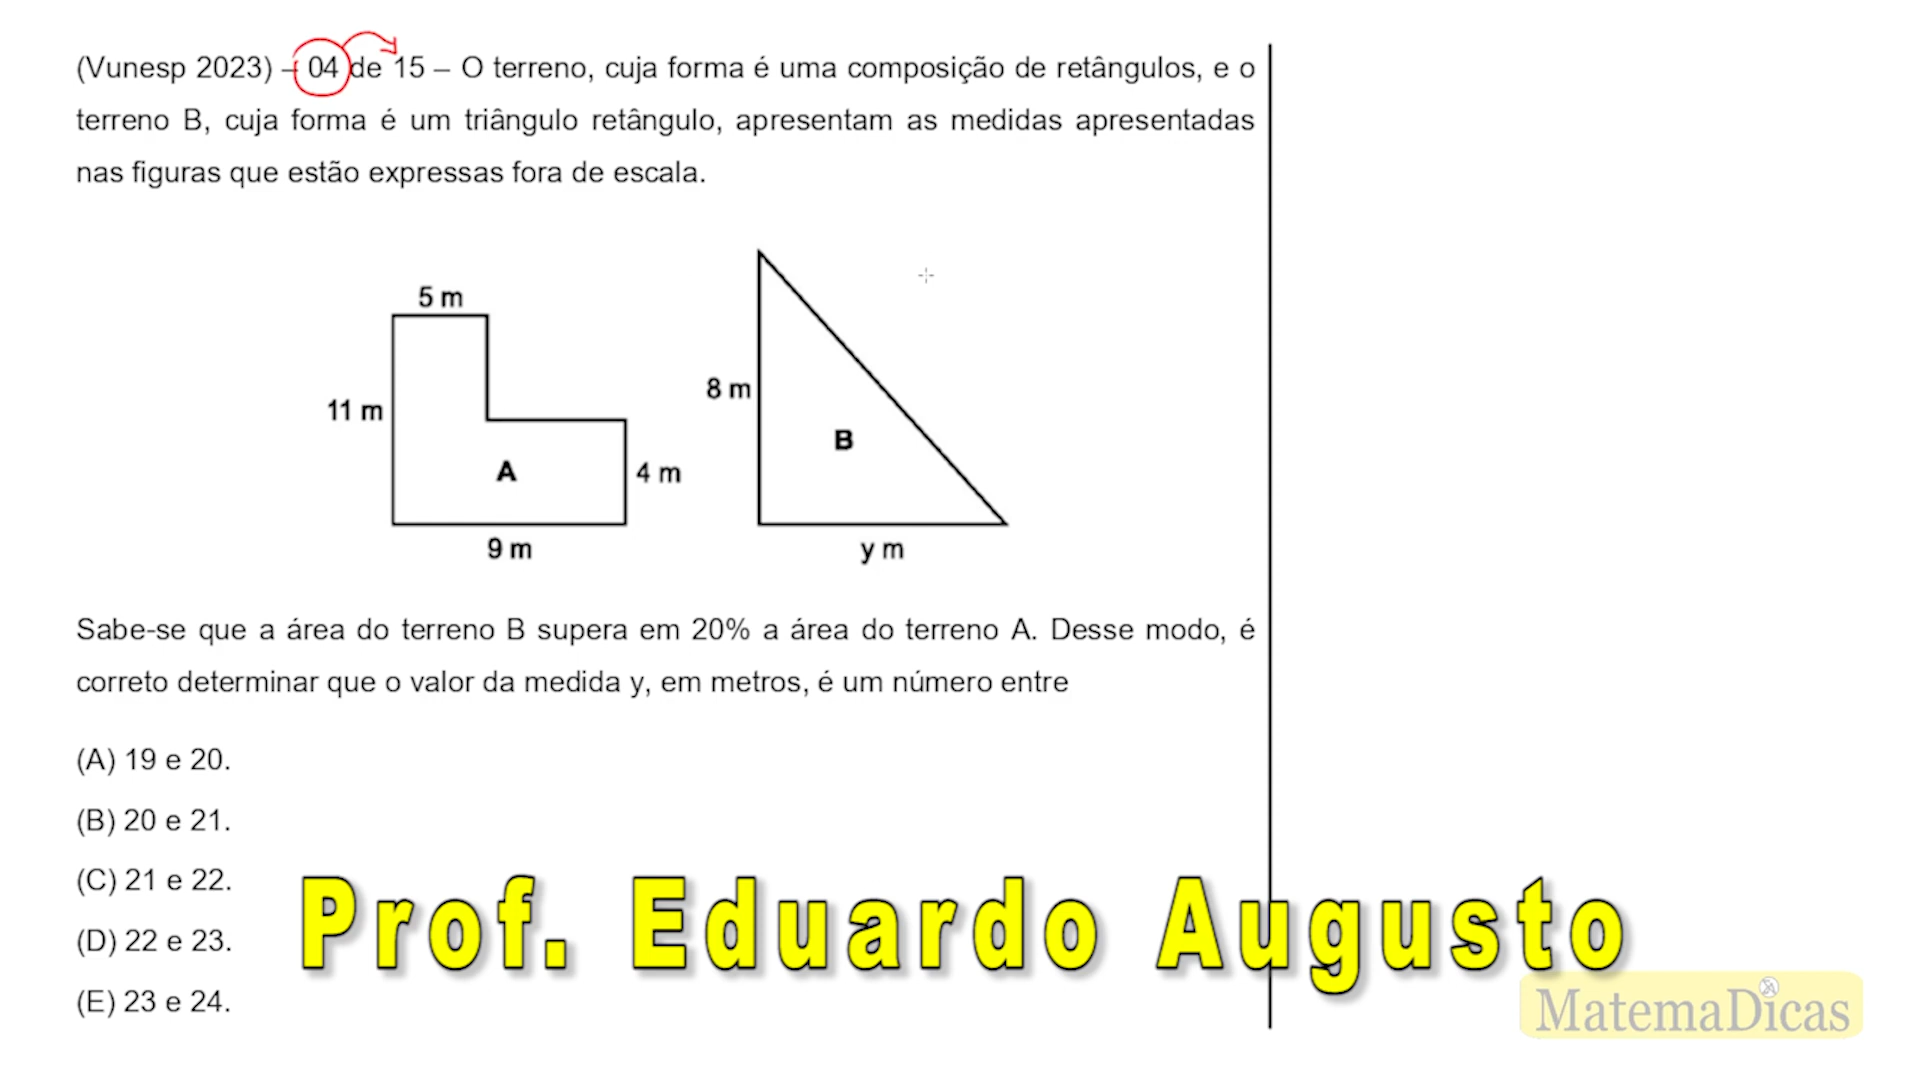 (Vunesp 2023) – 04 de 15 – O terreno, cuja forma é uma composição de retângulos, e o
terreno B, cuja forma é um triângulo retângulo, apresentam as medidas apresentadas
nas figuras que estão expressas fora de escala.
5 m
11 m
A
4 m
9 m
8 m
B
y m
Sabe-se que a área do terreno B supera em 20% a área do terreno A. Desse modo, é
correto determinar que o valor da medida y, em metros, é um número entre
(A) 19 e 20.
(B) 20 e 21.
(C) 21 e 22.
(D) 22 e 23.
(E) 23 e 24.
Prof. Eduardo Augusto
MatemaDicas